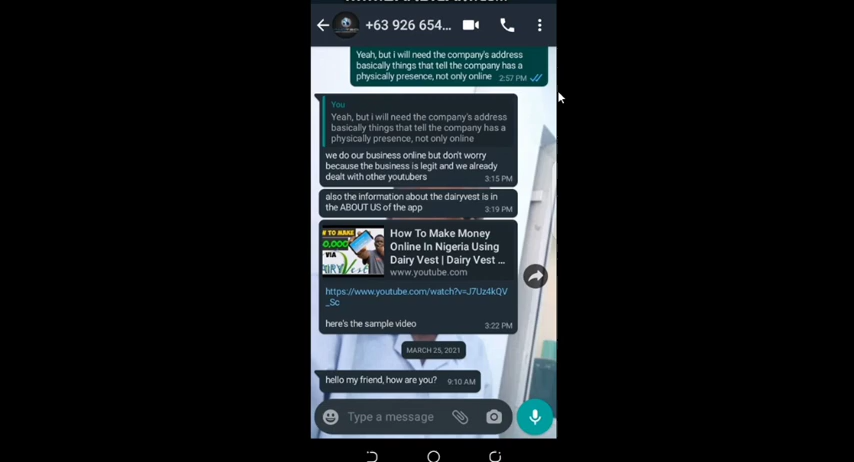 +63 926 654...
Yeah, but i will need the company's address
basically things that tell the company has a
physically presence, not only online
2:57 PM
You
Yeah, but i will need the company's address
basically things that tell the company has a
physically presence, not only online
we do our business online but don't worry
because the business is legit and we already
dealt with other youtubers
3:15 PM
also the information about the dairyvest is in
the ABOUT US of the app
3:19 PM
TO MAKE
0,000
VIA
How To Make Money
Online In Nigeria Using
Dairy Vest | Dairy Vest ...
www.youtube.com
https://www.youtube.com/watch?v=J7Uz4kQV
_Sc
here's the sample video
3:22 PM
MARCH 25, 2021
hello my friend, how are you?
9:10 AM
Type a message